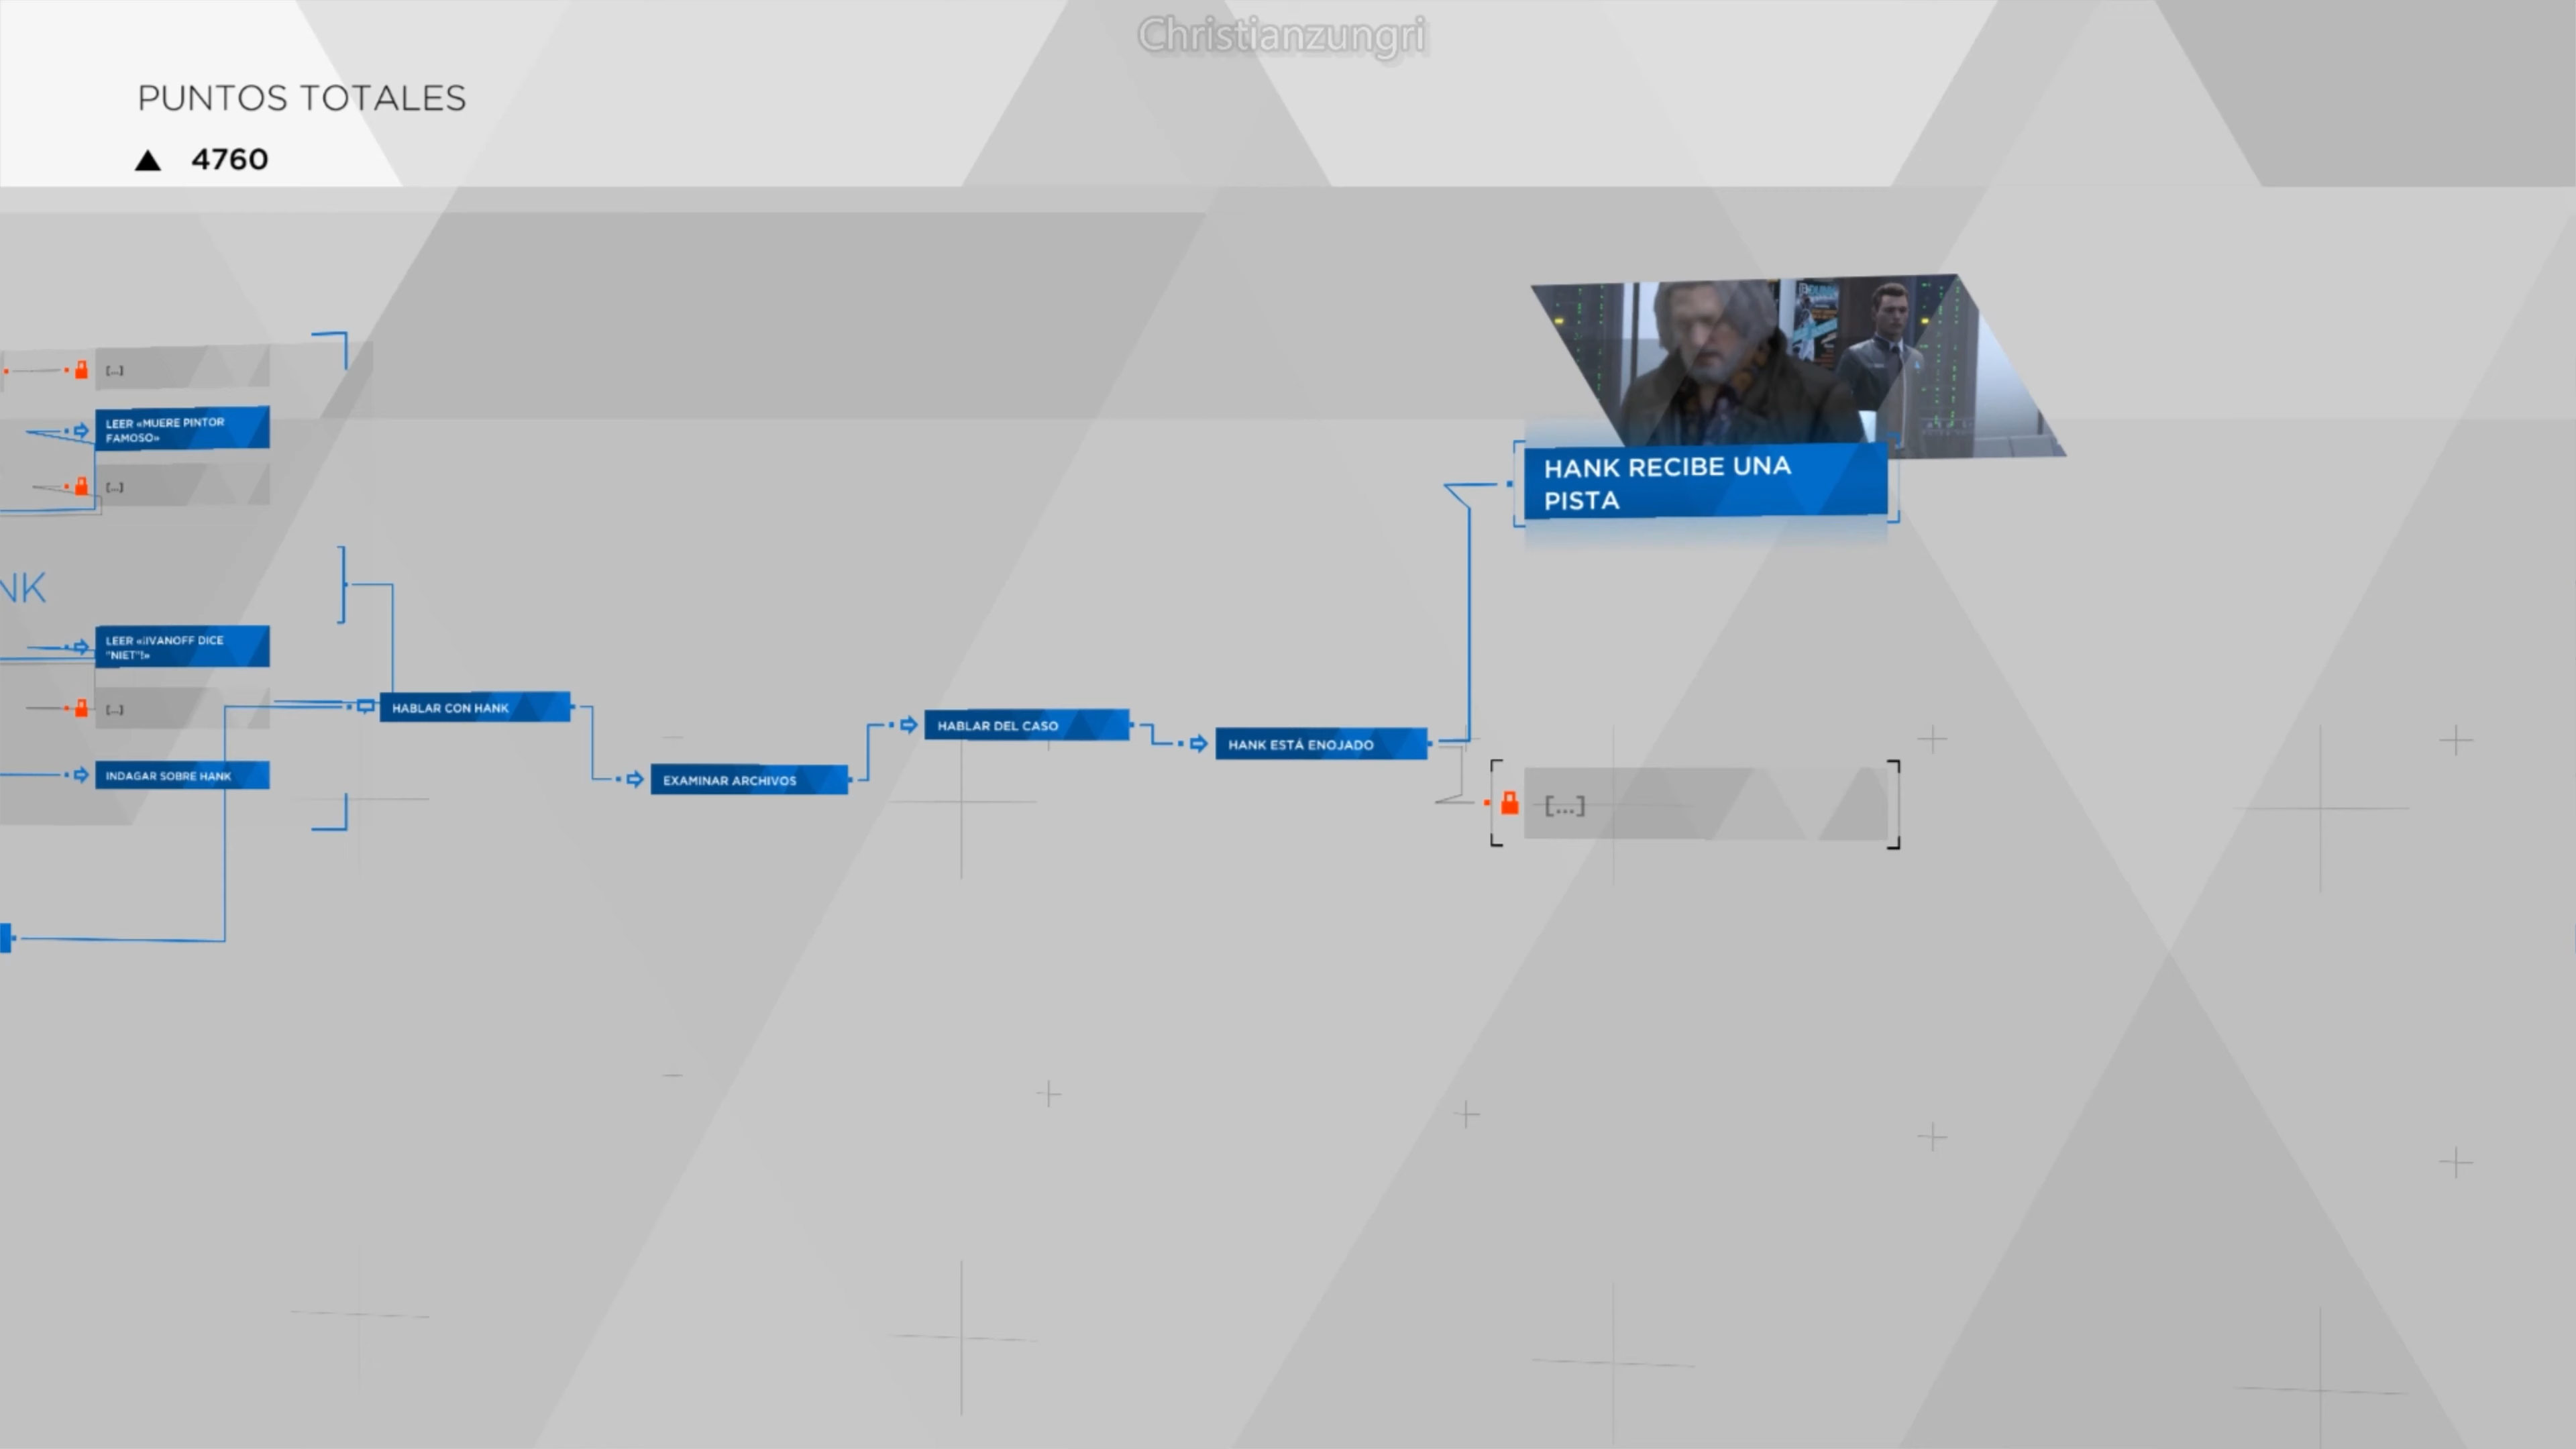 Christianzungri
PUNTOS TOTALES
4760
[...]
LEER «MUERE PINTOR
FAMOSO»
[...]
NK
LEER «¡IVANOFF DICE
"NIET"!»
[...]
INDAGAR SOBRE HANK
HABLAR CON HANK
EXAMINAR ARCHIVOS
HABLAR DEL CASO
HANK ESTÁ ENOJADO
HANK RECIBE UNA
PISTA
[...]